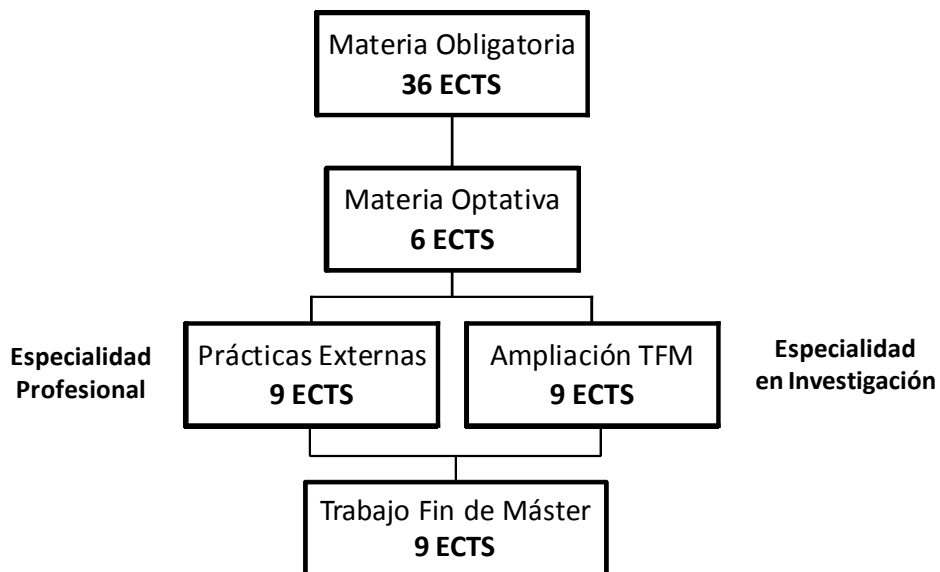 Materia Obligatoria
36 ECTS
Materia Optativa
6 ECTS
Especialidad
Profesional
Prácticas Externas
9 ECTS
Ampliación TFM
9 ECTS
Especialidad
en Investigación
Trabajo Fin de Máster
9 ECTS